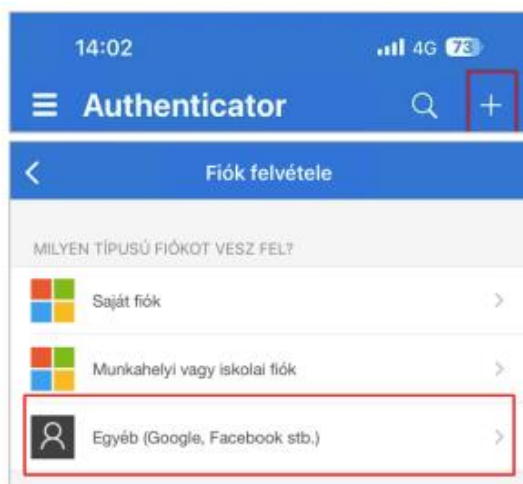 14:02 4G 73
Authenticator
Fiók felvétele
MILYEN TÍPUSÚ FIÓKOT VESZ FEL?
Saját fiók
Munkahelyi vagy iskolai fiók
Egyéb (Google, Facebook stb.)